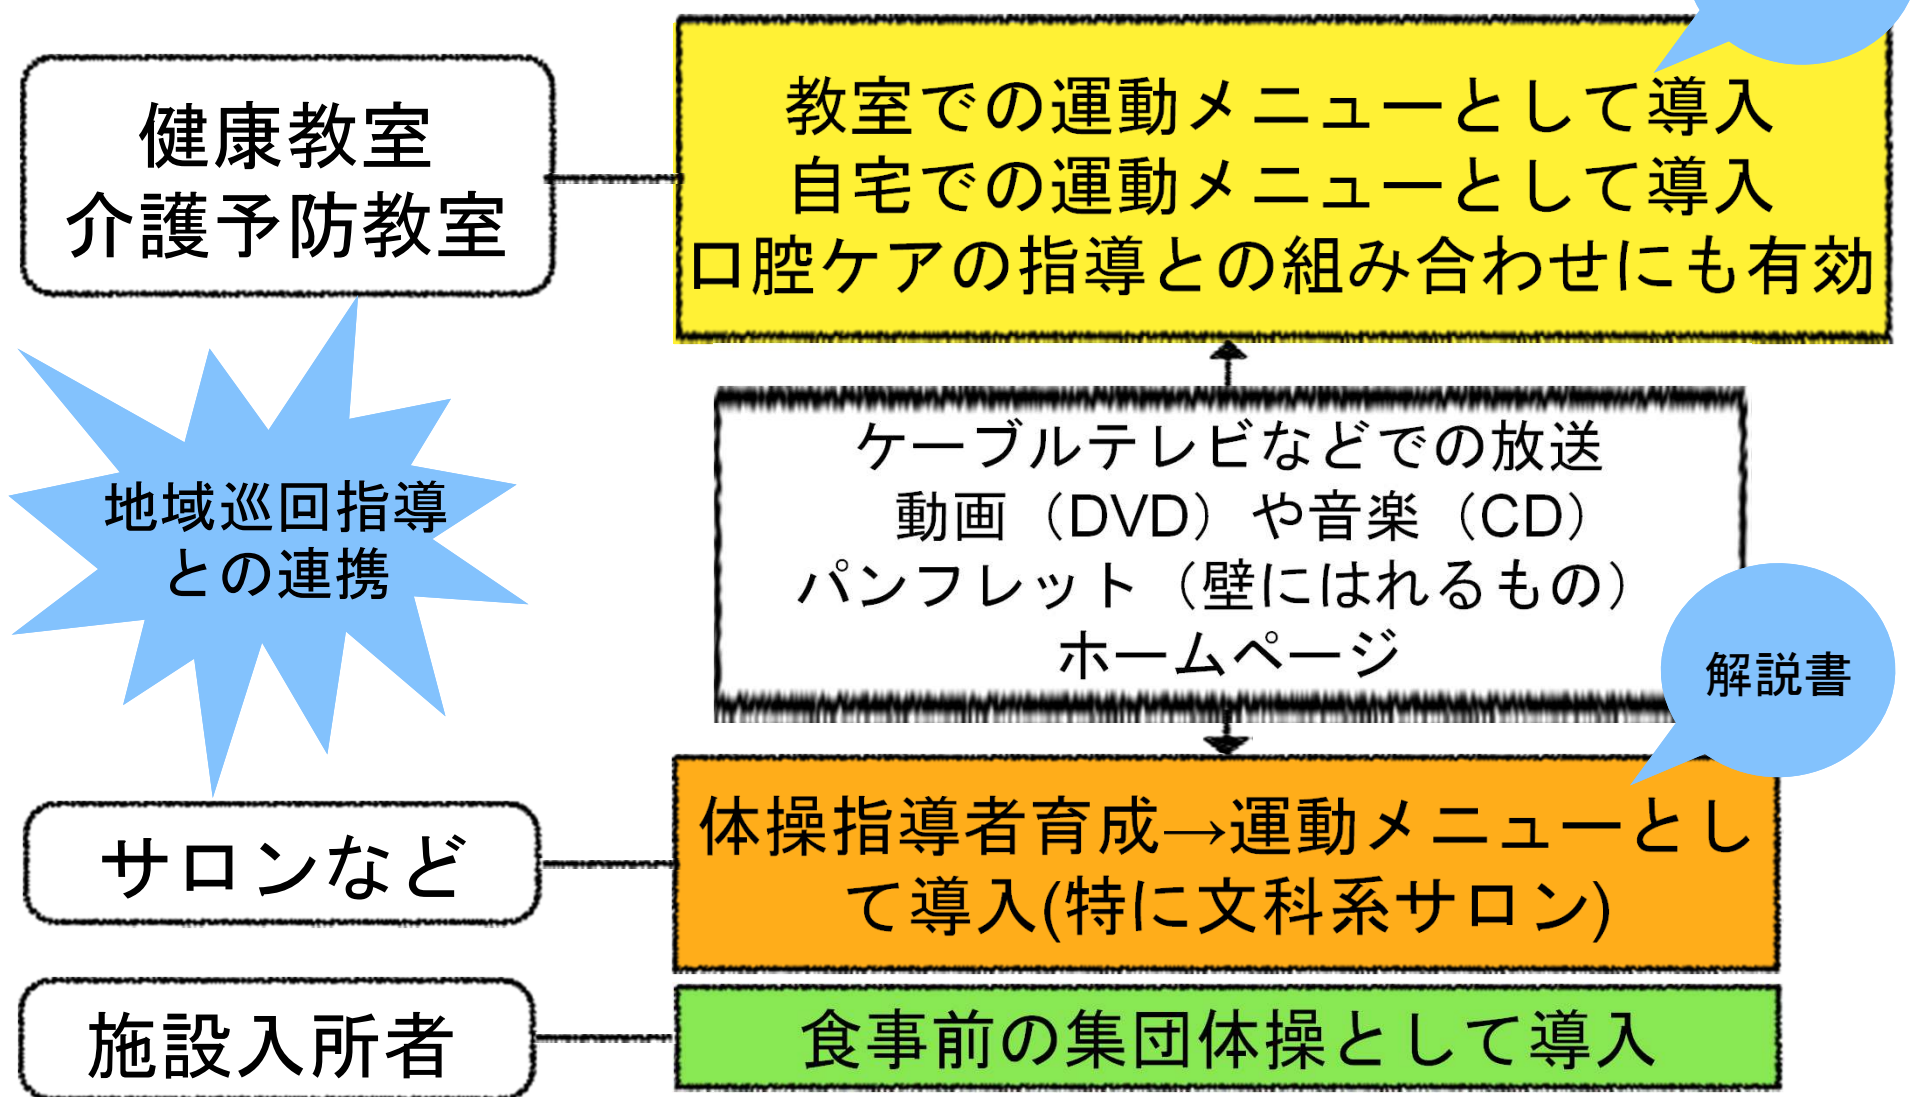 健康教室
介護予防教室
教室での運動メニューとして導入
自宅での運動メニューとして導入
口腔ケアの指導との組み合わせにも有効
地域巡回指導
との連携
ケーブルテレビなどでの放送
動画（DVD）や音楽（CD）
パンフレット（壁にはれるもの）
ホームページ
解説書
サロンなど
体操指導者育成→運動メニューとし
て導入(特に文科系サロン)
施設入所者
食事前の集団体操として導入